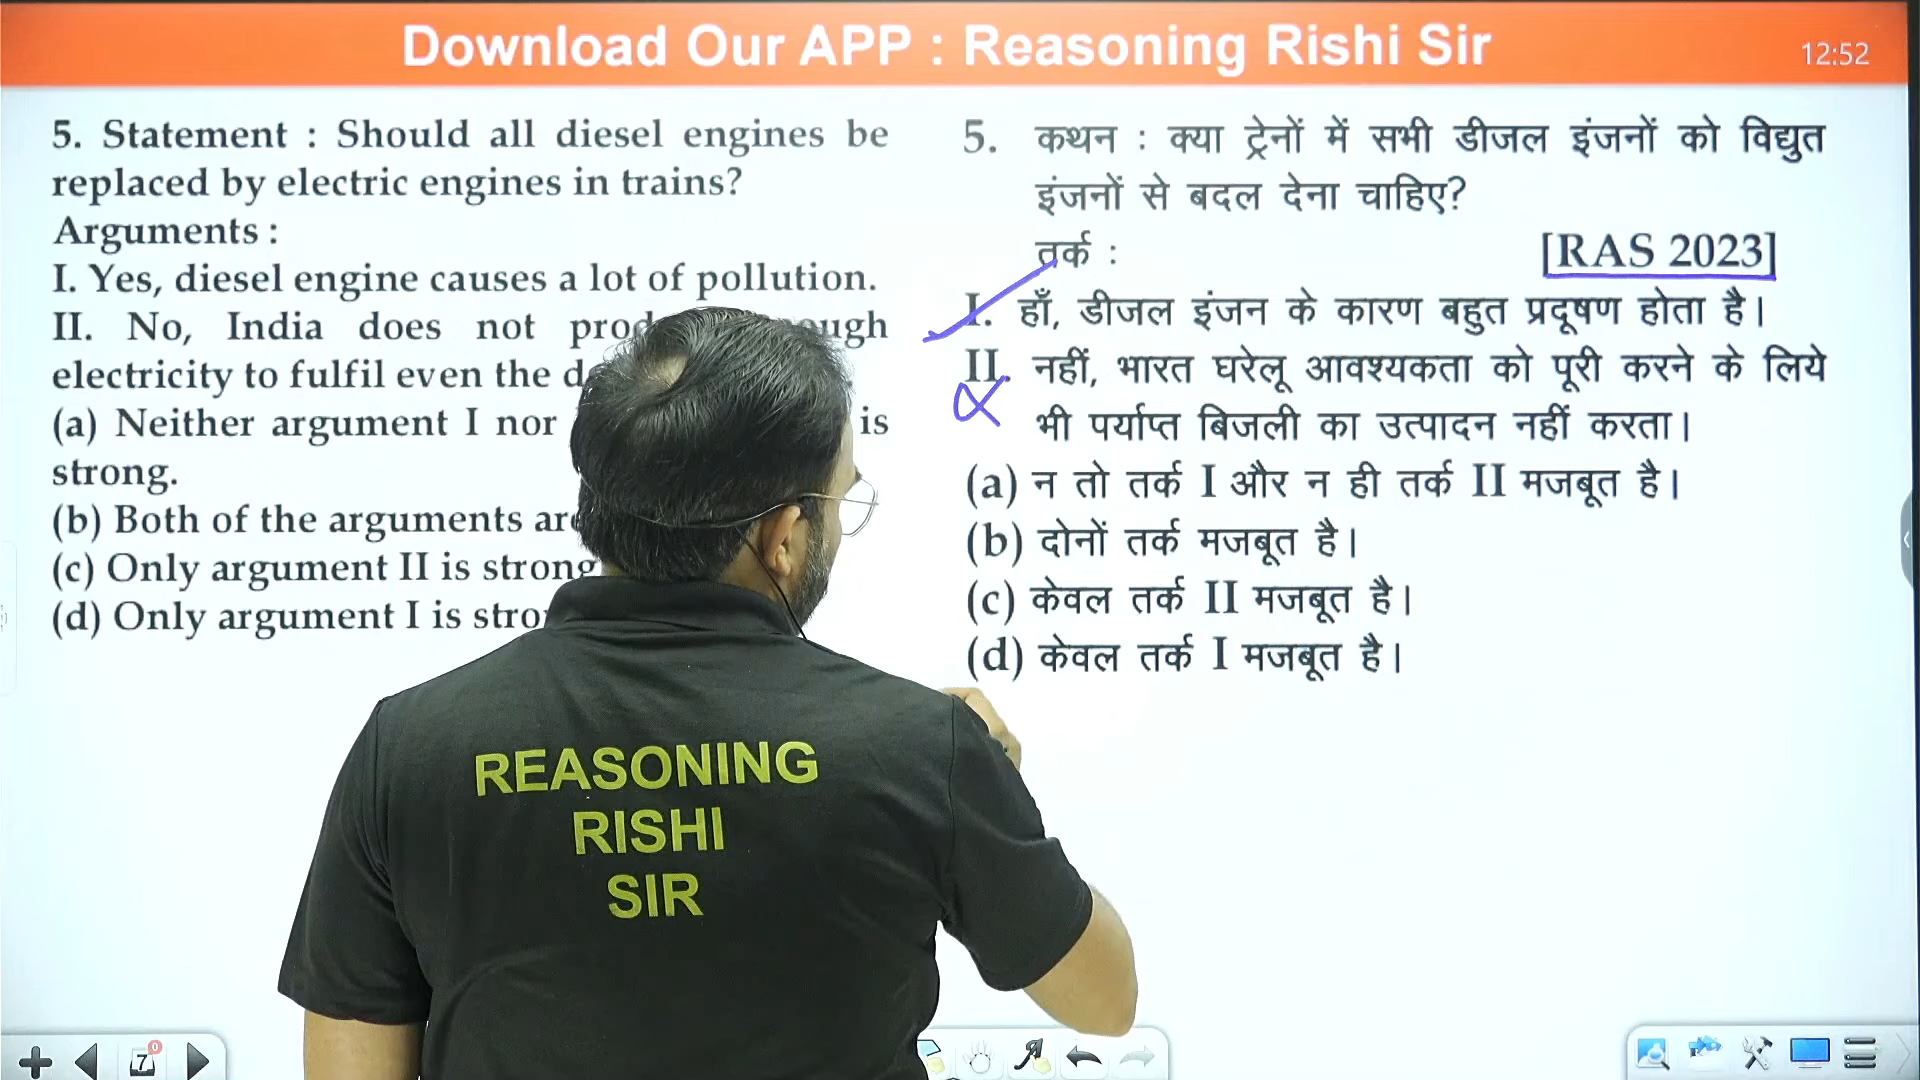 Download Our APP : Reasoning Rishi Sir
12:52
5. Statement : Should all diesel engines be
replaced by electric engines in trains?
Arguments :
I. Yes, diesel engine causes a lot of pollution.
II. No, India does not
electricity to fulfil even the
(a) Neither argument I nor is
strong.
(b) Both of the arguments
(c) Only argument II is strong
(d) Only argument I is
5. कथन : क्या ट्रेनों में सभी डीजल इंजनों को विद्युत
इंजनों से बदल देना चाहिए?
तर्क :
[RAS 2023]
I. हाँ, डीजल इंजन के कारण बहुत प्रदूषण होता है।
II. नहीं, भारत घरेलू आवश्यकता को पूरी करने के लिये
भी पर्याप्त बिजली का उत्पादन नहीं करता।
(a) न तो तर्क I और न ही तर्क II मजबूत है।
(b) दोनों तर्क मजबूत है।
(c) केवल तर्क II मजबूत है।
(d) केवल तर्क I मजबूत है।
REASONING
RISHI
SIR
7
0